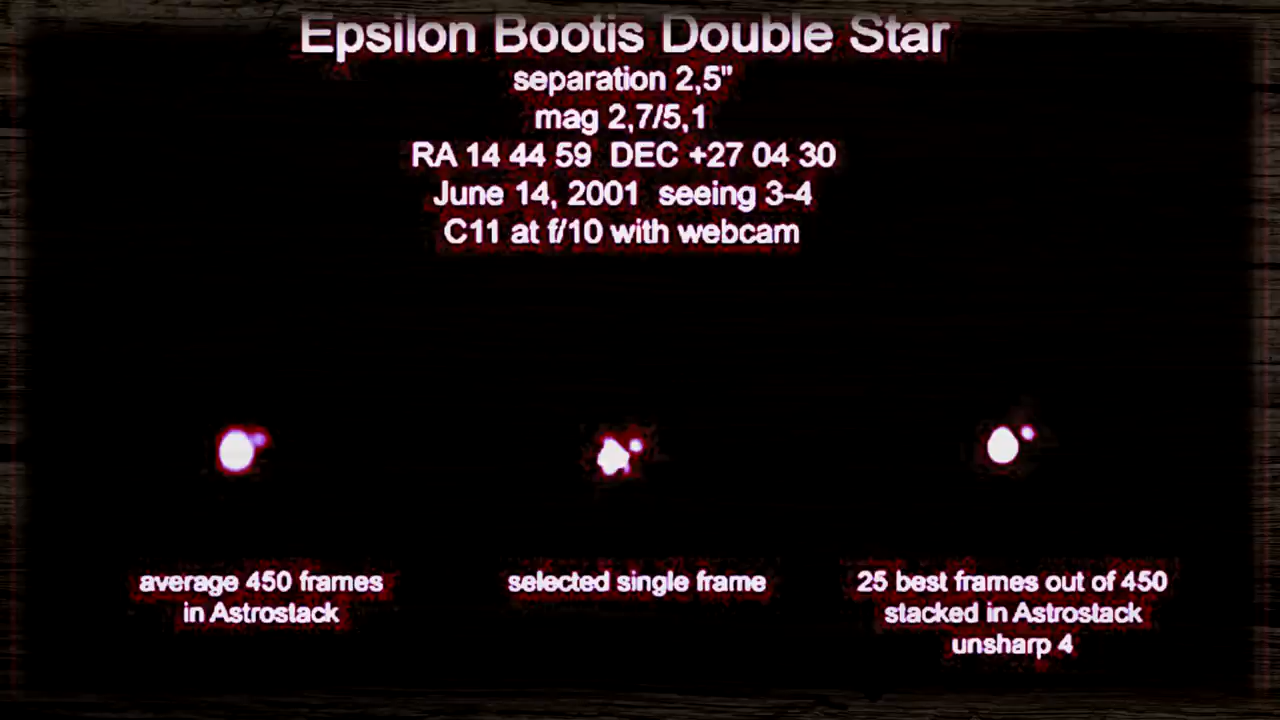 Epsilon Bootis Double Star
separation 2,5"
mag 2,7/5,1
RA 14 44 59 DEC +27 04 30
June 14, 2001 seeing 3-4
C11 at f/10 with webcam
average 450 frames
in Astrostack
selected single frame
25 best frames out of 450
stacked in Astrostack
unsharp 4